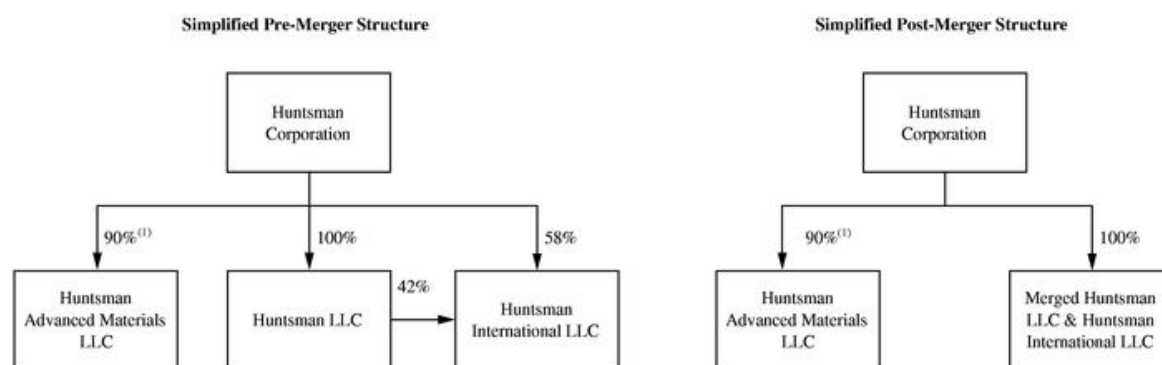 Simplified Pre-Merger Structure
Simplified Post-Merger Structure
Huntsman
Corporation
90%(1)
100%
58%
Huntsman
Advanced Materials
LLC
Huntsman LLC
42%
Huntsman
International LLC
Huntsman
Corporation
90%(1)
100%
Huntsman
Advanced Materials
LLC
Merged Huntsman
LLC & Huntsman
International LLC